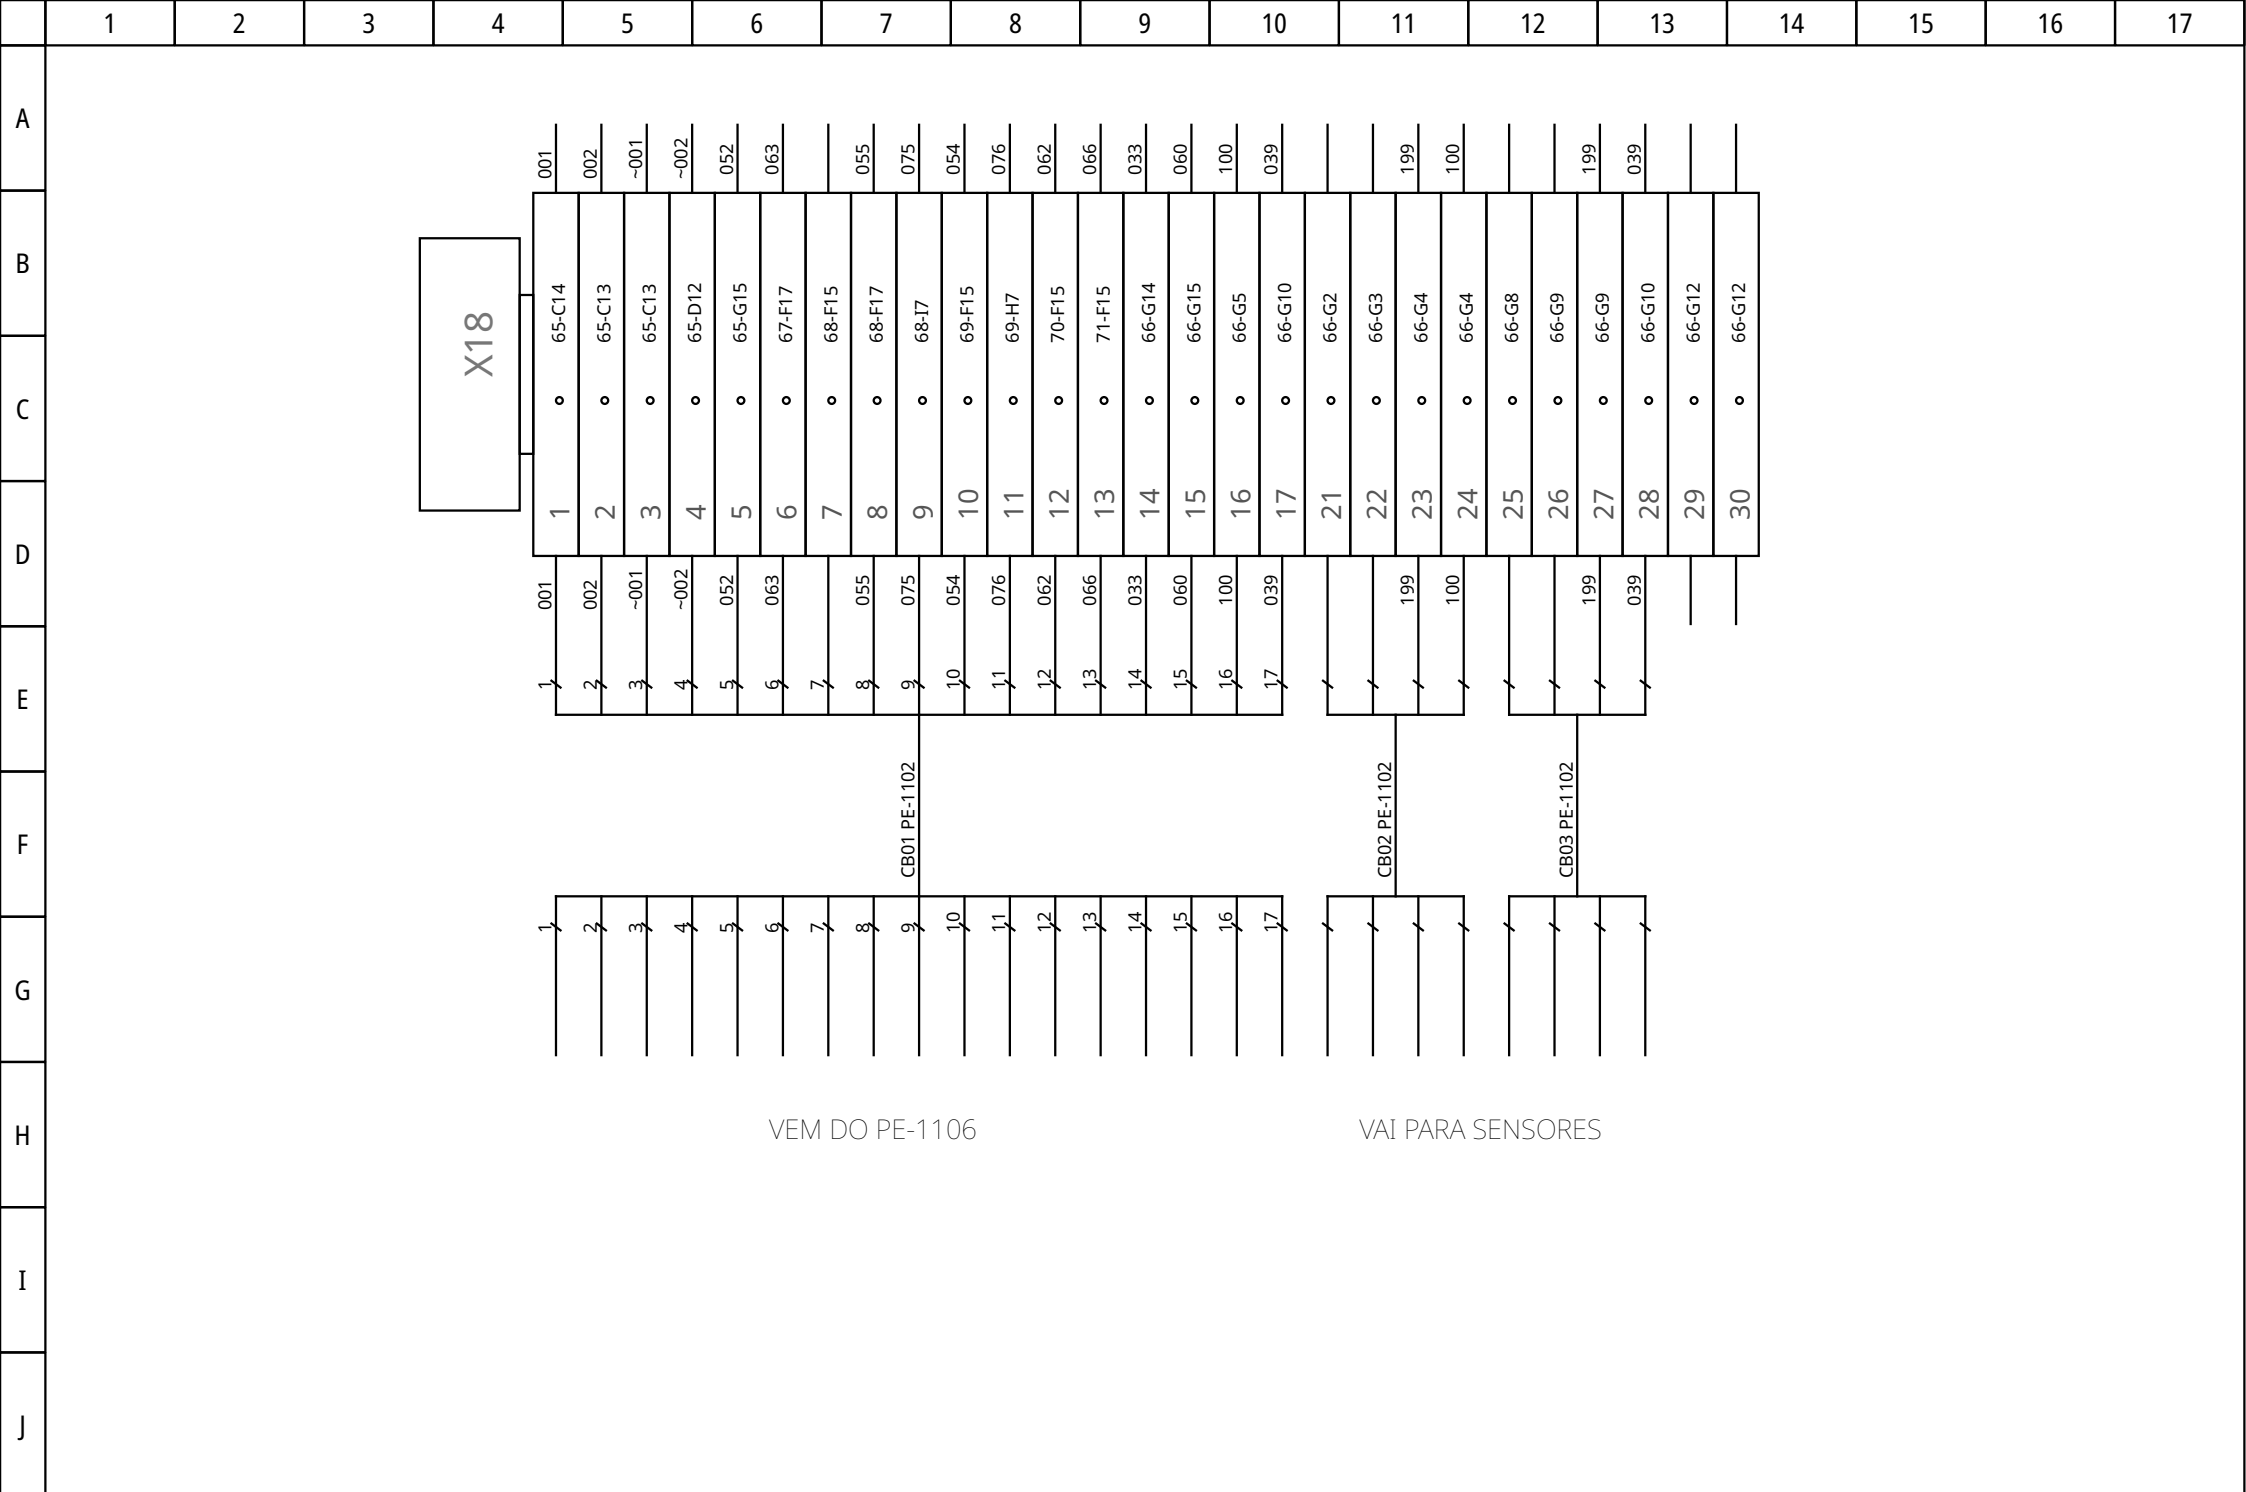 1 2 3 4 5 6 7 8 9 10 11 12 13 14 15 16 17
A
001 002 ~001 ~002 052 063 055 075 054 076 062 066 033 060 100 039 199 100 199 039
B
X18
65-C14 65-C13 65-C13 65-D12 65-G15 67-F17 68-F15 68-F17 68-I7 69-F15 69-H7 70-F15 71-F15 66-G14 66-G15 66-G5 66-G10 66-G2 66-G3 66-G4 66-G4 66-G8 66-G9 66-G9 66-G10 66-G12 66-G12
C
1 2 3 4 5 6 7 8 9 10 11 12 13 14 15 16 17 21 22 23 24 25 26 27 28 29 30
D
001 002 ~001 ~002 052 063 055 075 054 076 062 066 033 060 100 039 199 100 199 039
E
1 2 3 4 5 6 7 8 9 10 11 12 13 14 15 16 17
F
CB01 PE-1102 CB02 PE-1102 CB03 PE-1102
1 2 3 4 5 6 7 8 9 10 11 12 13 14 15 16 17
G
H
VEM DO PE-1106 VAI PARA SENSORES
I
J